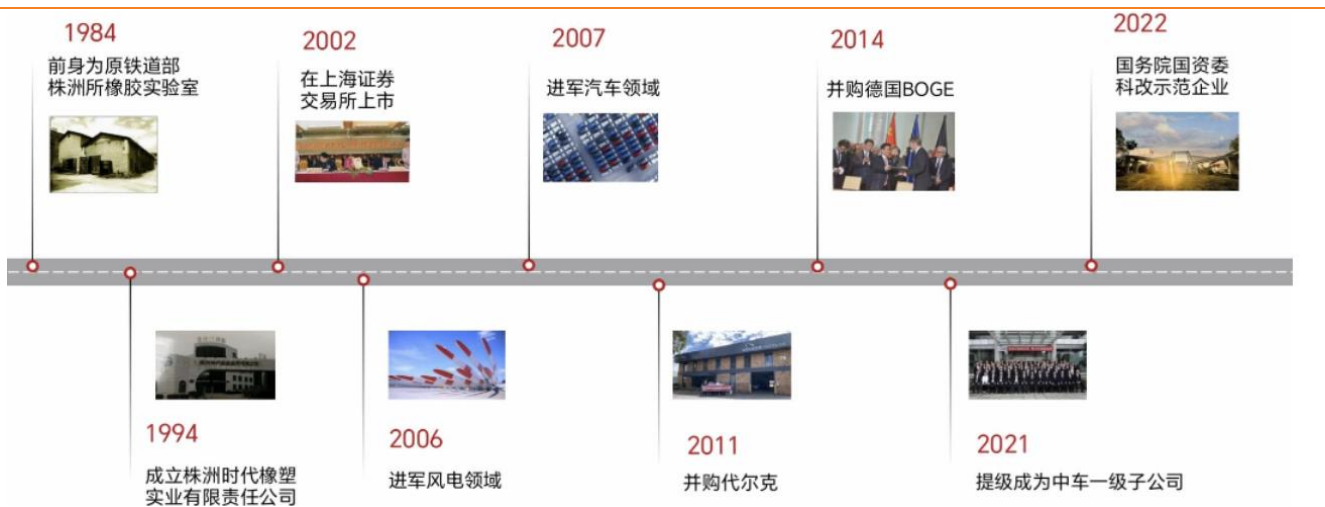 1984
前身为原铁道部
株洲所橡胶实验室
2002
在上海证券
交易所上市
2007
进军汽车领域
2014
并购德国BOGE
2022
国务院国资委
科改示范企业
1994
成立株洲时代橡塑
实业有限责任公司
2006
进军风电领域
2011
并购代尔克
2021
提级成为中车一级子公司